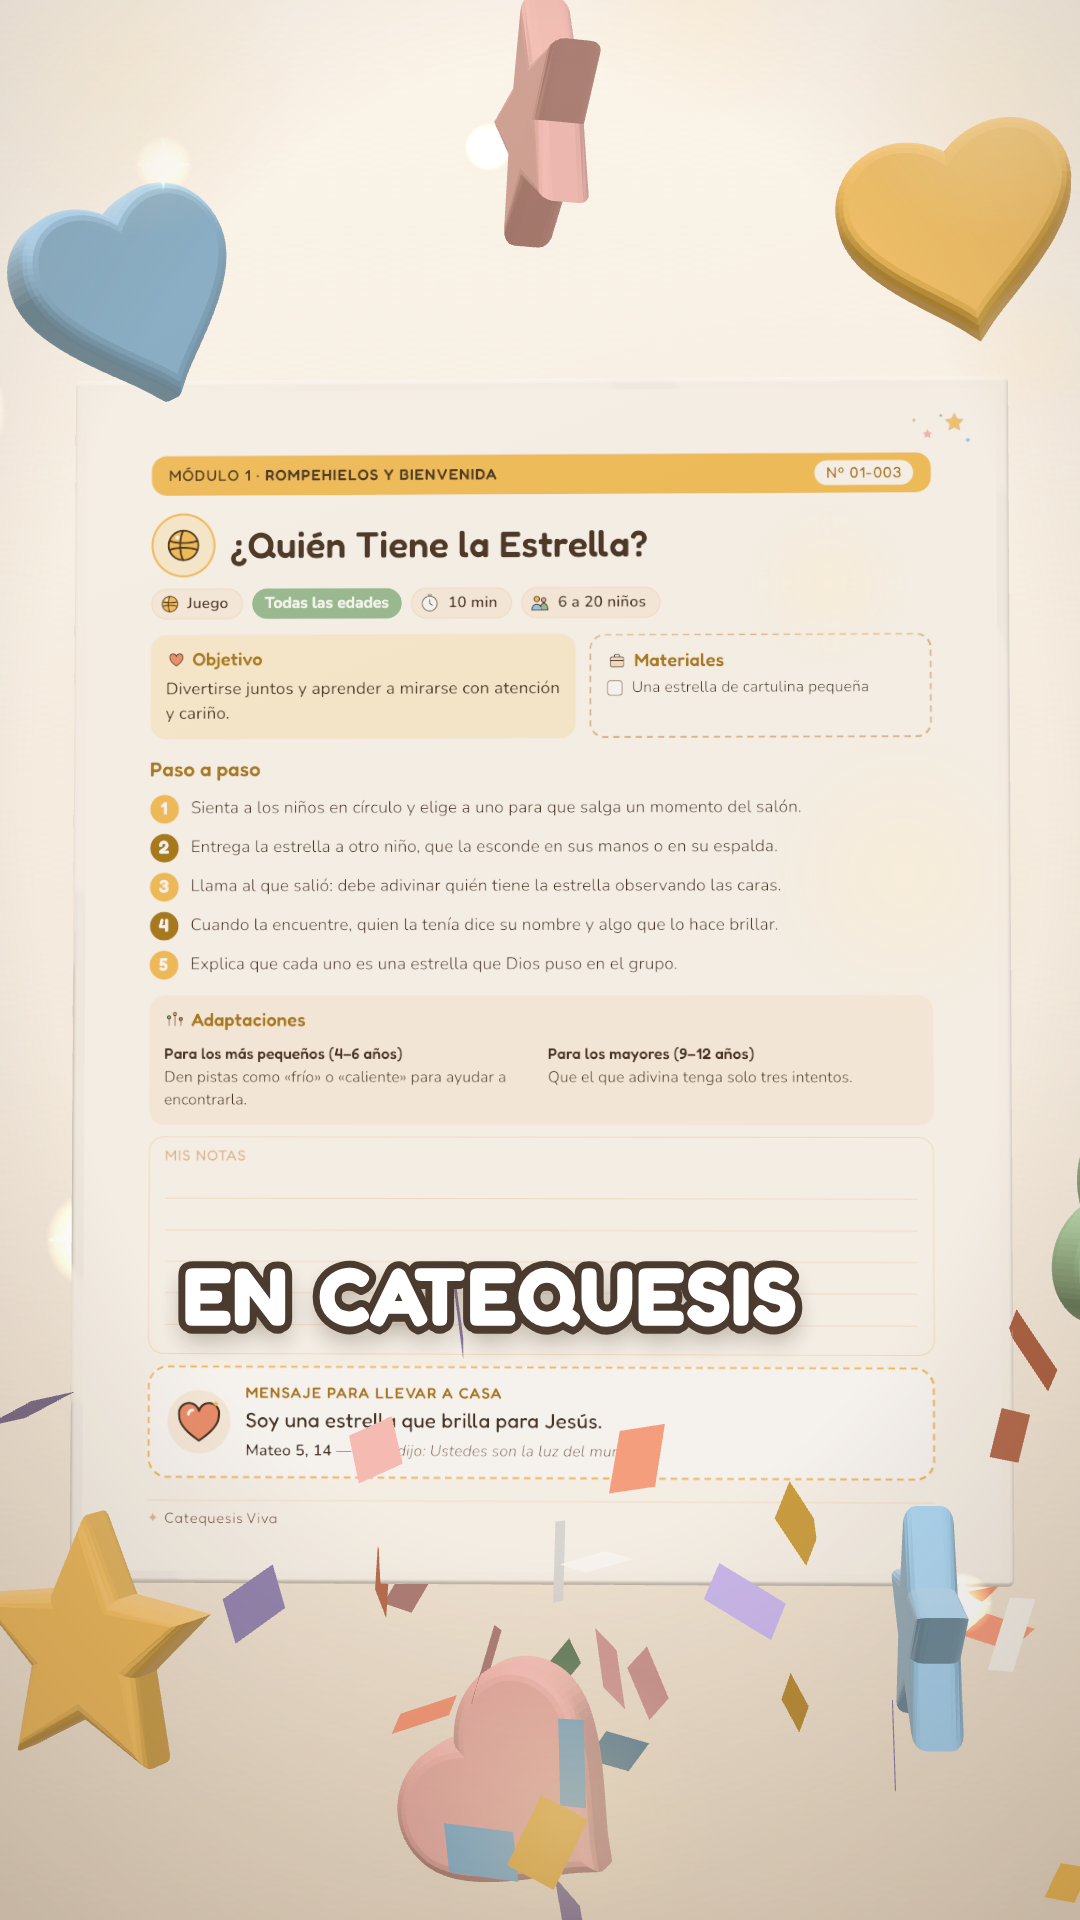 MÓDULO 1 · ROMPEHIELOS Y BIENVENIDA
Nº 01-003
¿Quién Tiene la Estrella?
Juego
Todas las edades
10 min
6 a 20 niños
Objetivo
Divertirse juntos y aprender a mirarse con atención
y cariño.
Materiales
Una estrella de cartulina pequeña
Paso a paso
1 Sienta a los niños en círculo y elige a uno para que salga un momento del salón.
2 Entrega la estrella a otro niño, que la esconde en sus manos o en su espalda.
3 Llama al que salió: debe adivinar quién tiene la estrella observando las caras.
4 Cuando la encuentre, quien la tenía dice su nombre y algo que lo hace brillar.
5 Explica que cada uno es una estrella que Dios puso en el grupo.
Adaptaciones
Para los más pequeños (4–6 años)
Den pistas como «frío» o «caliente» para ayudar a
encontrarla.
Para los mayores (9–12 años)
Que el que adivina tenga solo tres intentos.
MIS NOTAS
EN CATEQUESIS
MENSAJE PARA LLEVAR A CASA
Soy una estrella que brilla para Jesús.
Mateo 5, 14 — dijo: Ustedes son la luz del
Catequesis Viva